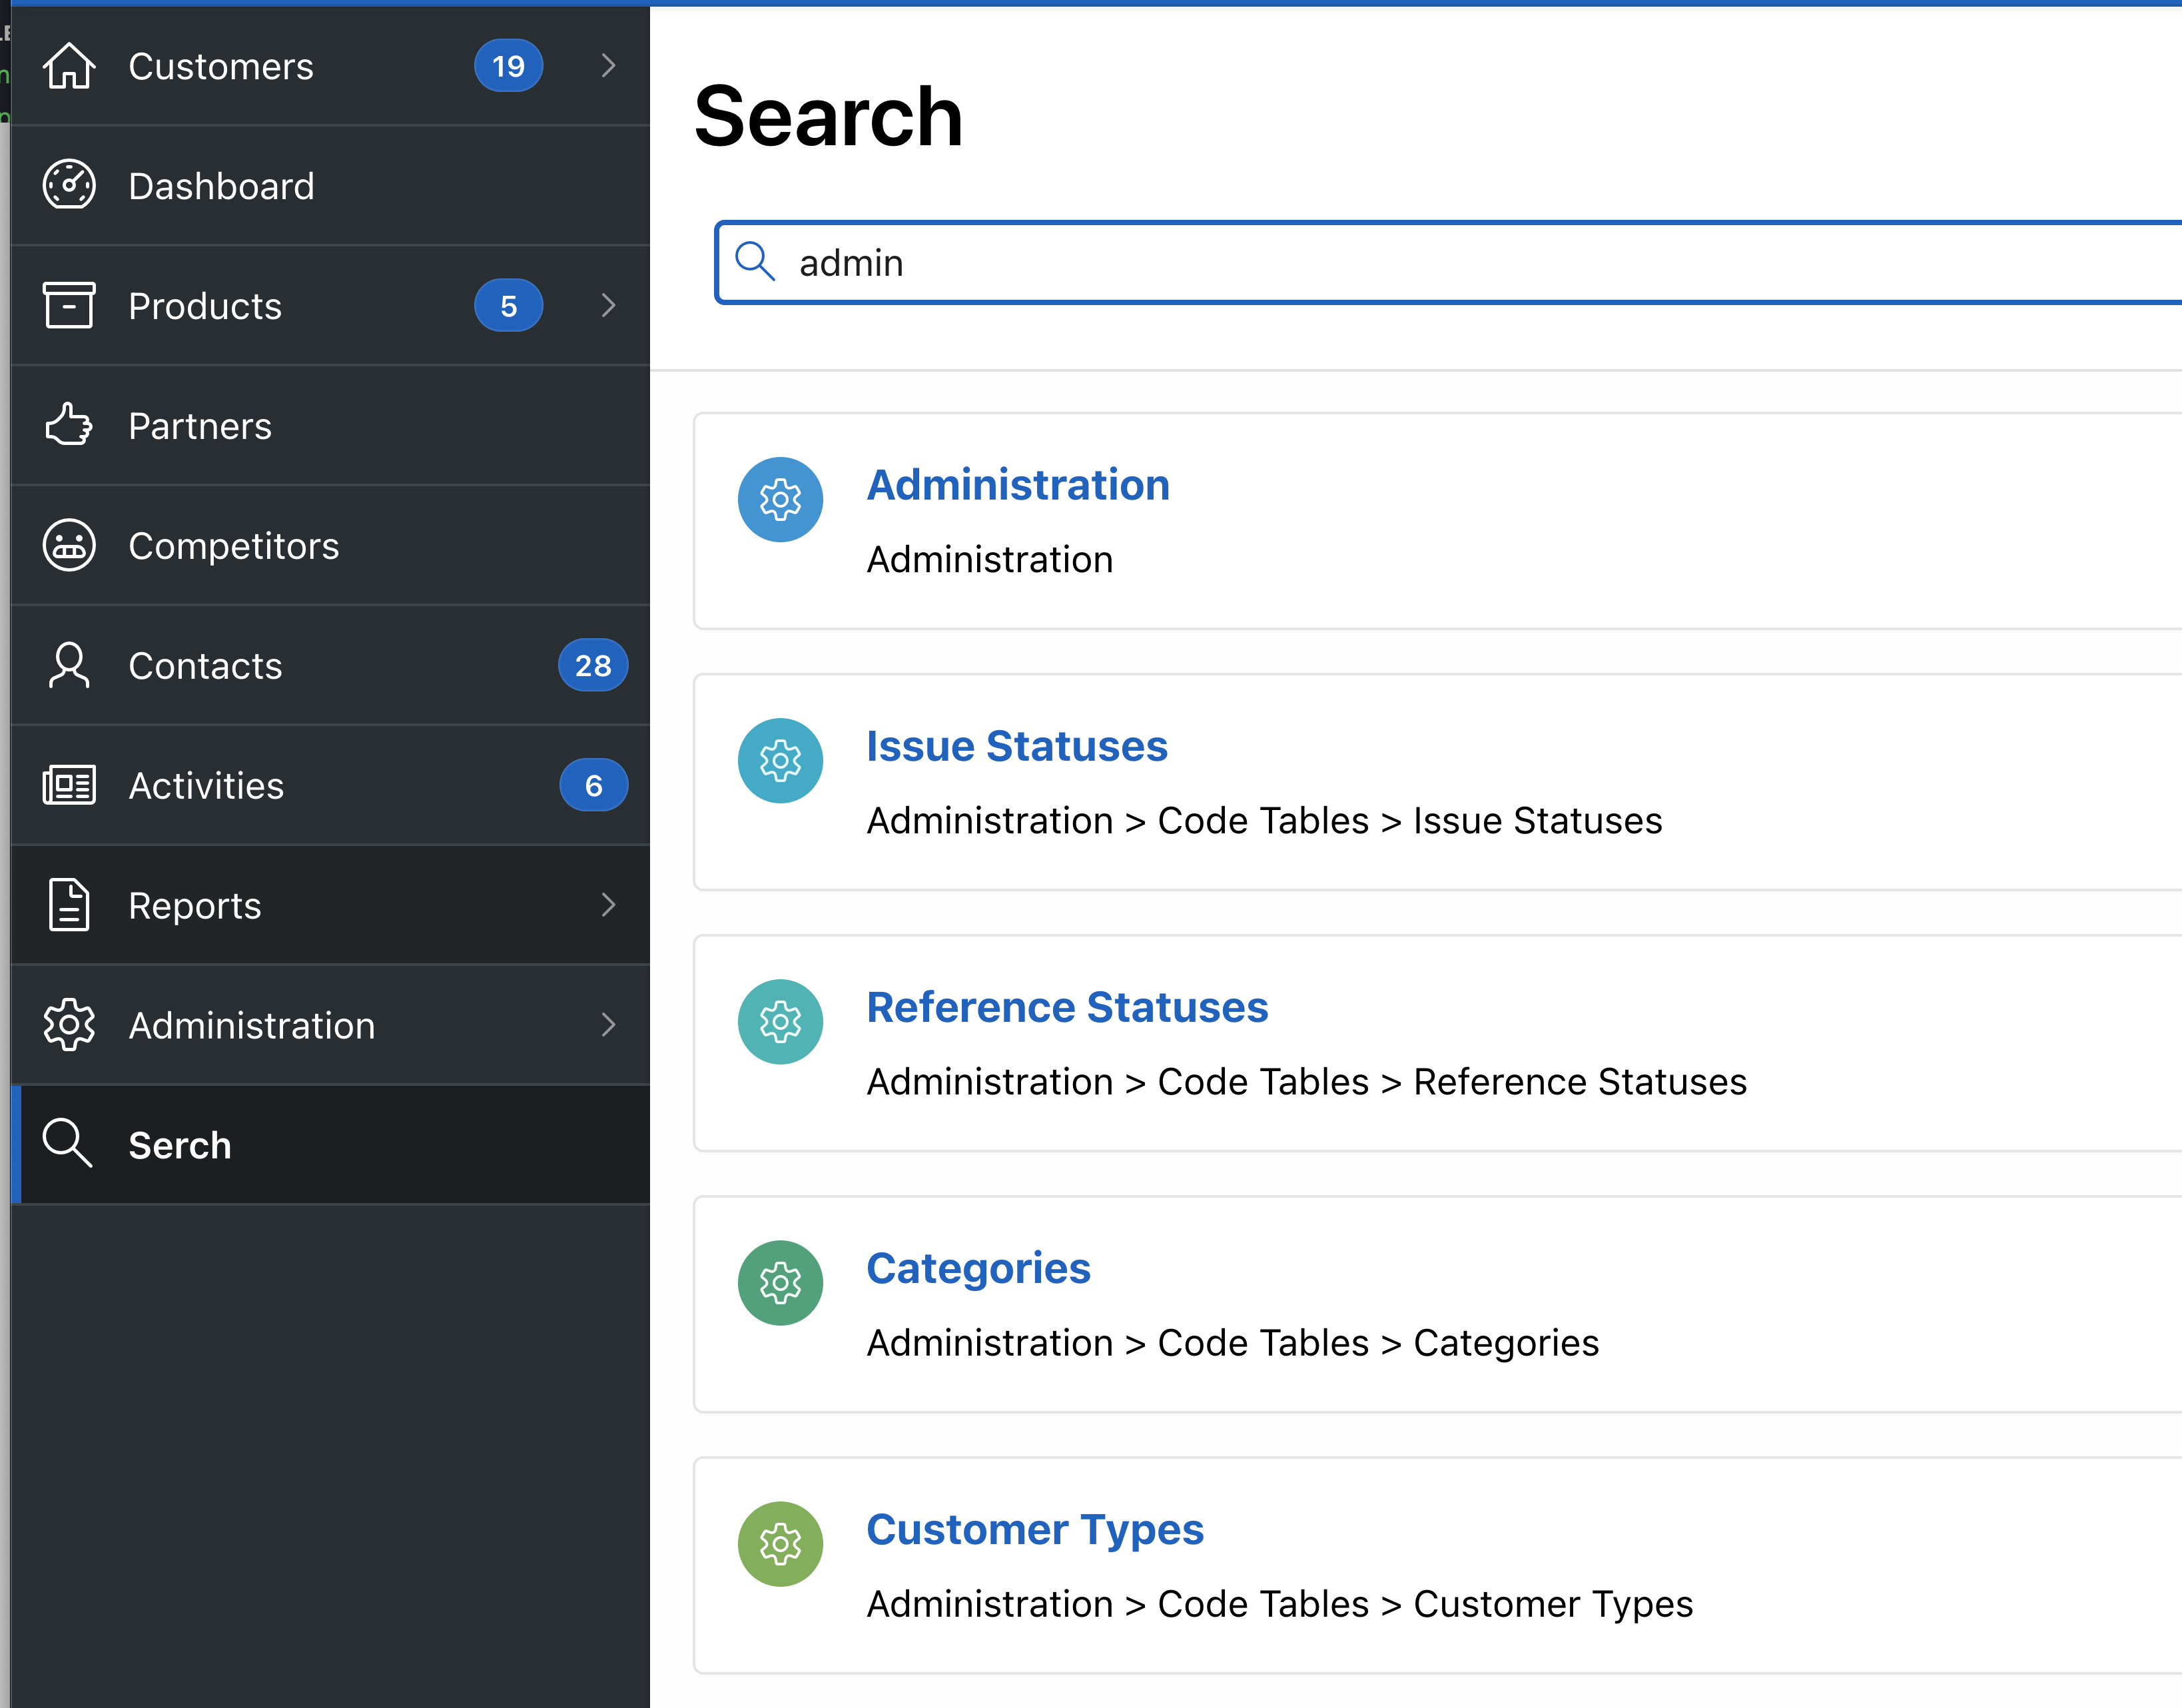 Customers 19
Dashboard
Products 5
Partners
Competitors
Contacts 28
Activities 6
Reports
Administration
Serch
Search
admin
Administration
Administration
Issue Statuses
Administration > Code Tables > Issue Statuses
Reference Statuses
Administration > Code Tables > Reference Statuses
Categories
Administration > Code Tables > Categories
Customer Types
Administration > Code Tables > Customer Types